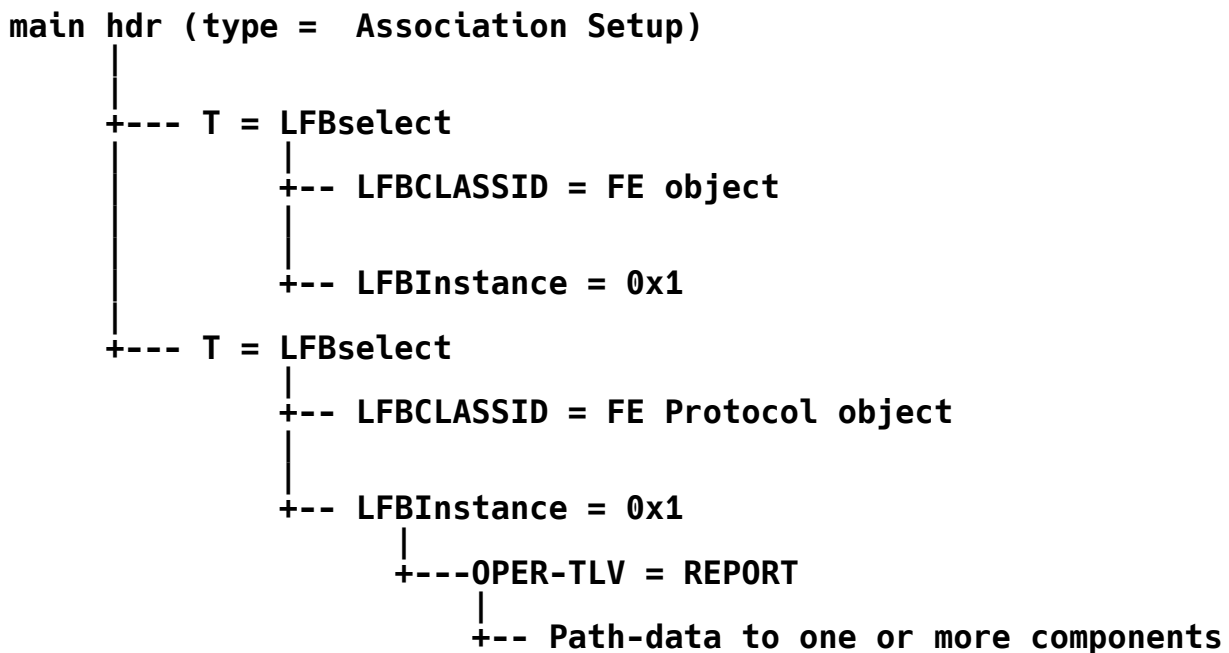 main hdr (type =  Association Setup)
+--- T = LFBselect
+-- LFBCLASSID = FE object
+-- LFBInstance = 0x1
+--- T = LFBselect
+-- LFBCLASSID = FE Protocol object
+-- LFBInstance = 0x1
+---OPER-TLV = REPORT
+-- Path-data to one or more components